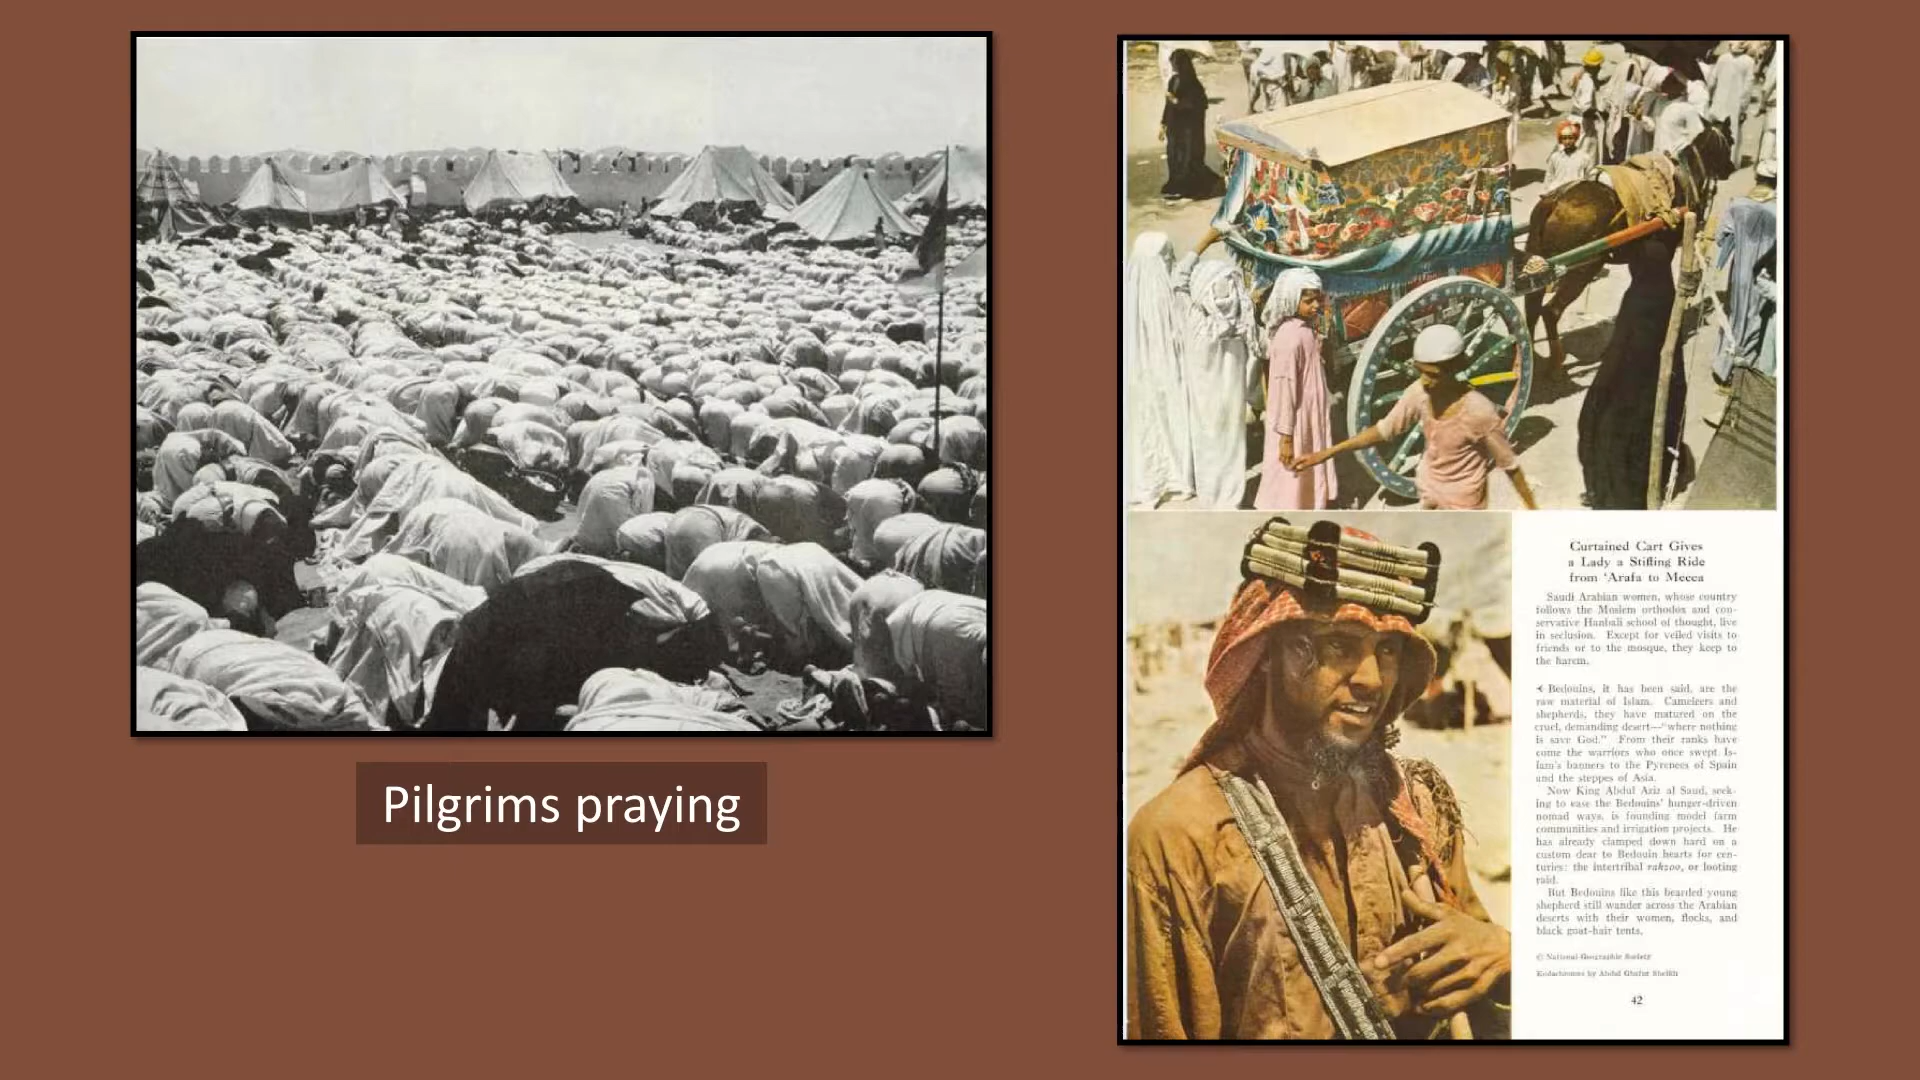 Pilgrims praying
Curtained Cart Gives
a Lady a Stifling Ride
from ‘Arafa to Mecca
Saudi Arabian women, whose country
follows the Moslem orthodox and con-
servative Hanbali school of thought, live
in seclusion. Except for veiled visits to
friends or to the mosque, they keep to
the harem.
Bedouins, it has been said, are the
raw material of Islam. Cameleers and
shepherds, they have matured on the
cruel, demanding desert—“where nothing
is save God.” From their ranks have
come the warriors who once swept Is-
lam's banners to the Pyrenees of Spain
and the steppes of Asia.
Now King Abdul Aziz al Saud, seek-
ing to ease the Bedouins' hunger-driven
nomad ways, is founding model farm
communities and irrigation projects. He
has already clamped down hard on a
custom dear to Bedouin hearts for cen-
turies: the intertribal rahzoo, or looting
raid.
But Bedouins like this bearded young
shepherd still wander across the Arabian
deserts with their women, flocks, and
black goat-hair tents.
© National Geographic Society
Kodachromes by Abdul Ghafur Sheikh
42